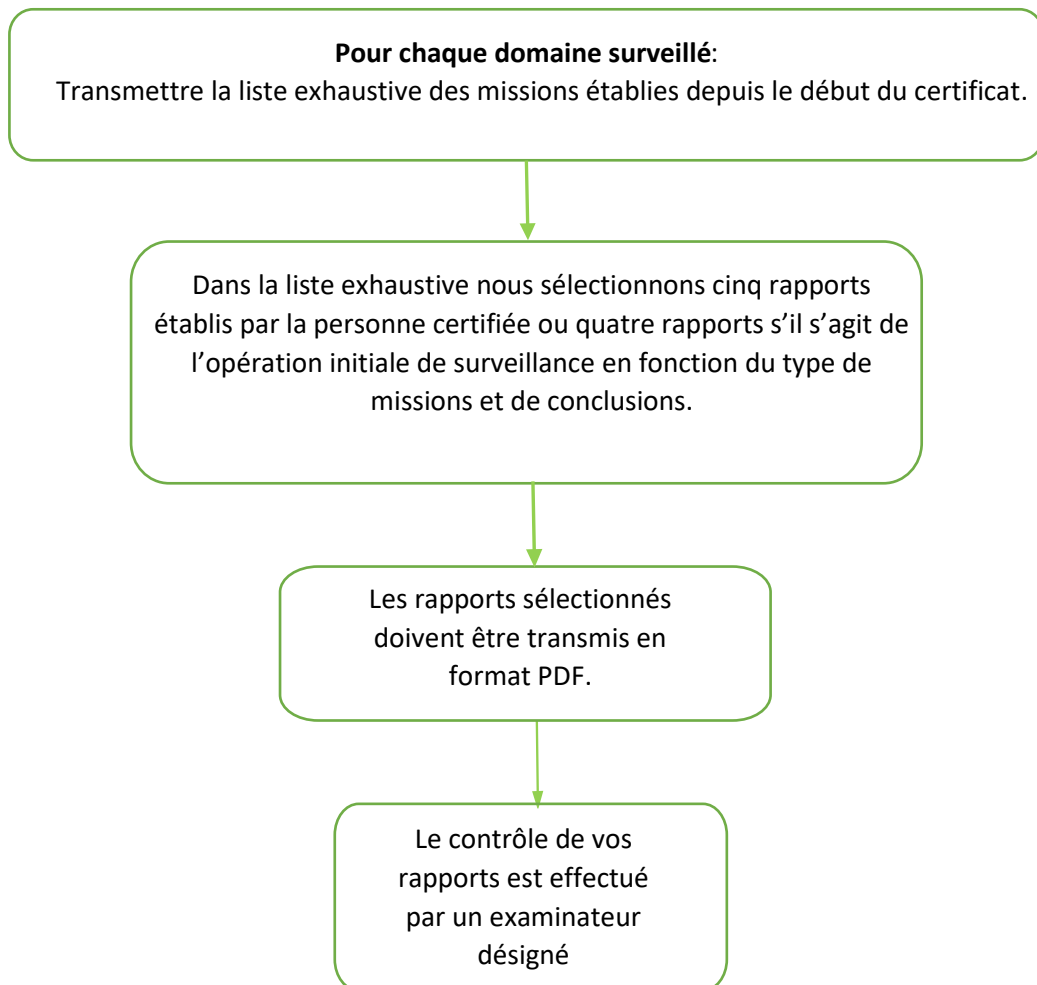 Pour chaque domaine surveillé:
Transmettre la liste exhaustive des missions établies depuis le début du certificat.
Dans la liste exhaustive nous sélectionnons cinq rapports
établis par la personne certifiée ou quatre rapports s’il s’agit de
l’opération initiale de surveillance en fonction du type de
missions et de conclusions.
Les rapports sélectionnés
doivent être transmis en
format PDF.
Le contrôle de vos
rapports est effectué
par un examinateur
désigné